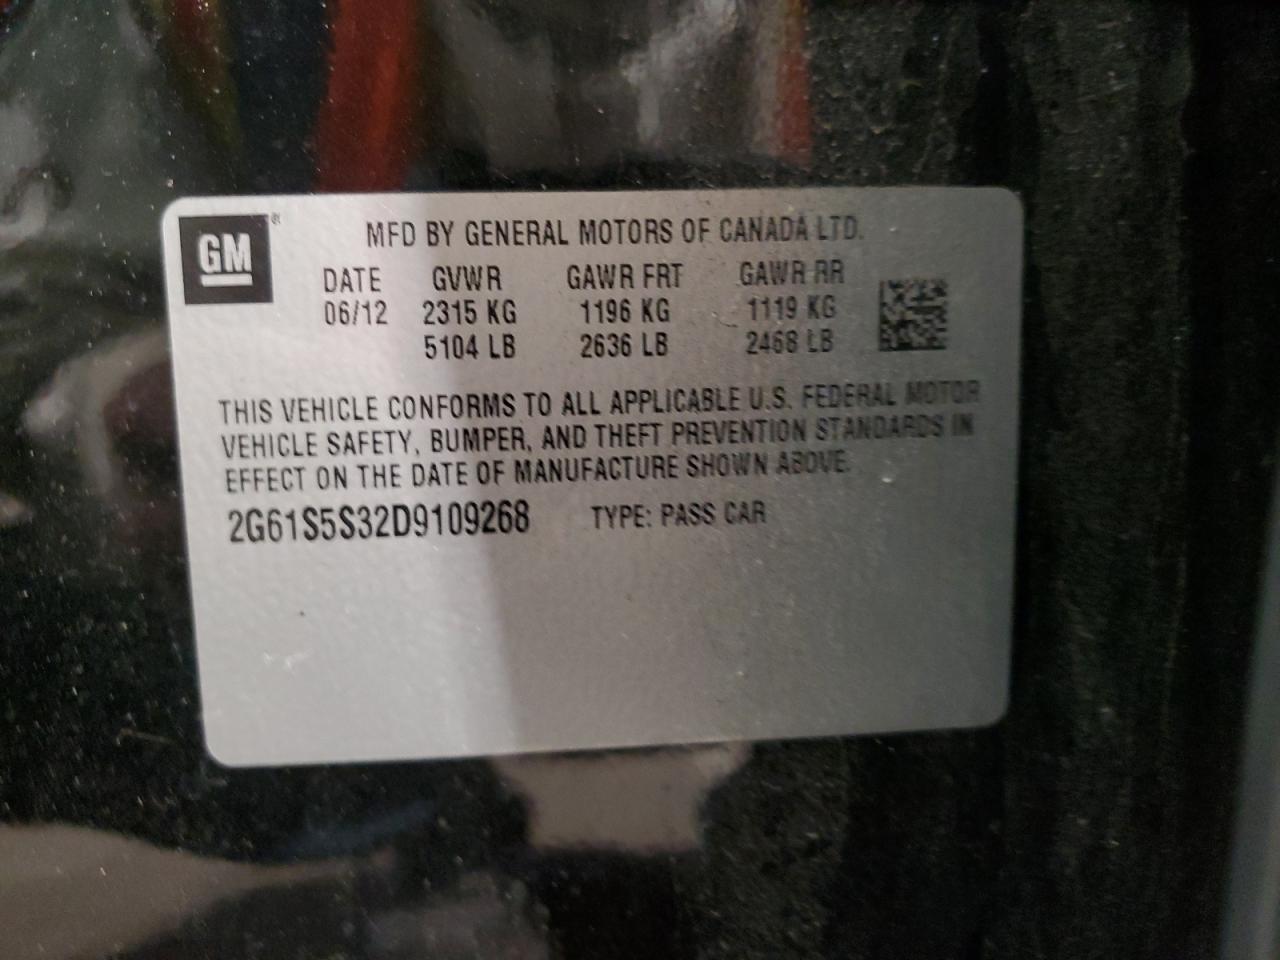 GM
MFD BY GENERAL MOTORS OF CANADA LTD.
DATE GVWR GAWR FRT GAWR RR
06/12 2315 KG 1196 KG 1119 KG
5104 LB 2636 LB 2468 LB
THIS VEHICLE CONFORMS TO ALL APPLICABLE U.S. FEDERAL MOTOR
VEHICLE SAFETY, BUMPER, AND THEFT PREVENTION STANDARDS IN
EFFECT ON THE DATE OF MANUFACTURE SHOWN ABOVE.
2G61S5S32D9109268 TYPE: PASS CAR